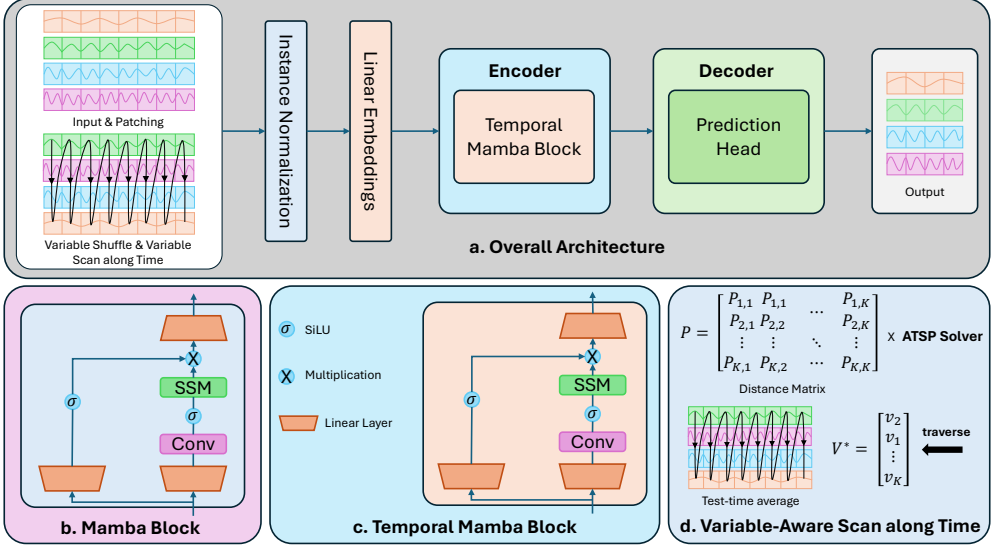 Input & Patching
Variable Shuffle & Variable
Scan along Time
Instance Normalization
Linear Embeddings
Encoder
Temporal
Mamba Block
Decoder
Prediction
Head
Output
a. Overall Architecture
σ
X
SSM
σ
Conv
b. Mamba Block
σ SiLU
X Multiplication
Linear Layer
σ
X
SSM
σ
Conv
c. Temporal Mamba Block
P =
P1,1 P1,1 ⋯ P1,K
P2,1 P2,2 P2,K
⋮ ⋮ ⋱ ⋮
PK,1 PK,2 ⋯ PK,K
X ATSP Solver
Distance Matrix
Test-time average
V* =
v2
v1
⋮
vK
traverse
d. Variable-Aware Scan along Time